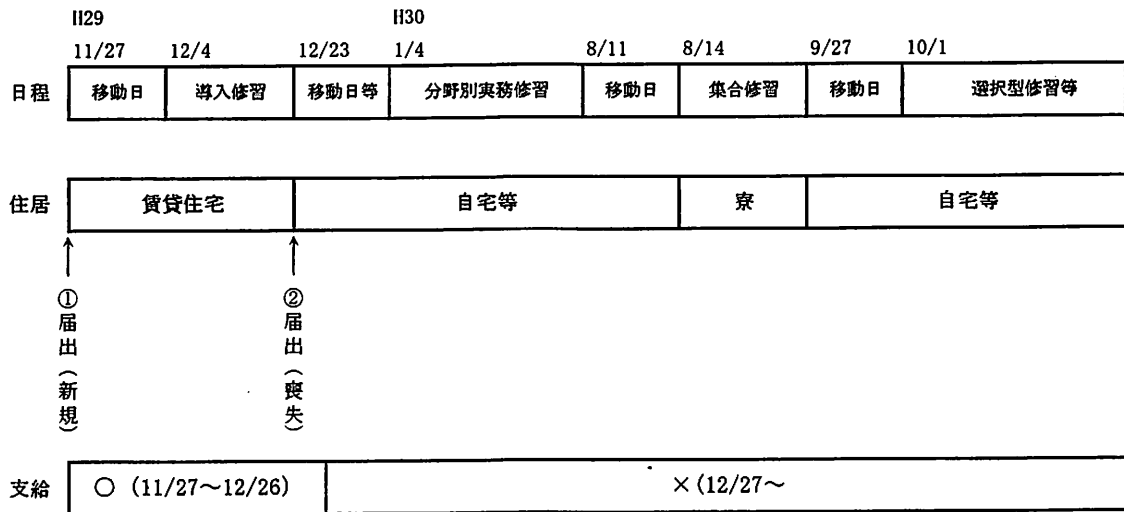 H29 H30
11/27 12/4 12/23 1/4 8/11 8/14 9/27 10/1
日程 移動日 導入修習 移動日等 分野別実務修習 移動日 集合修習 移動日 選択型修習等
住居 賃貸住宅 自宅等 寮 自宅等
①届出(新規)
②届出(喪失)
支給 ○ (11/27~12/26) ×(12/27~